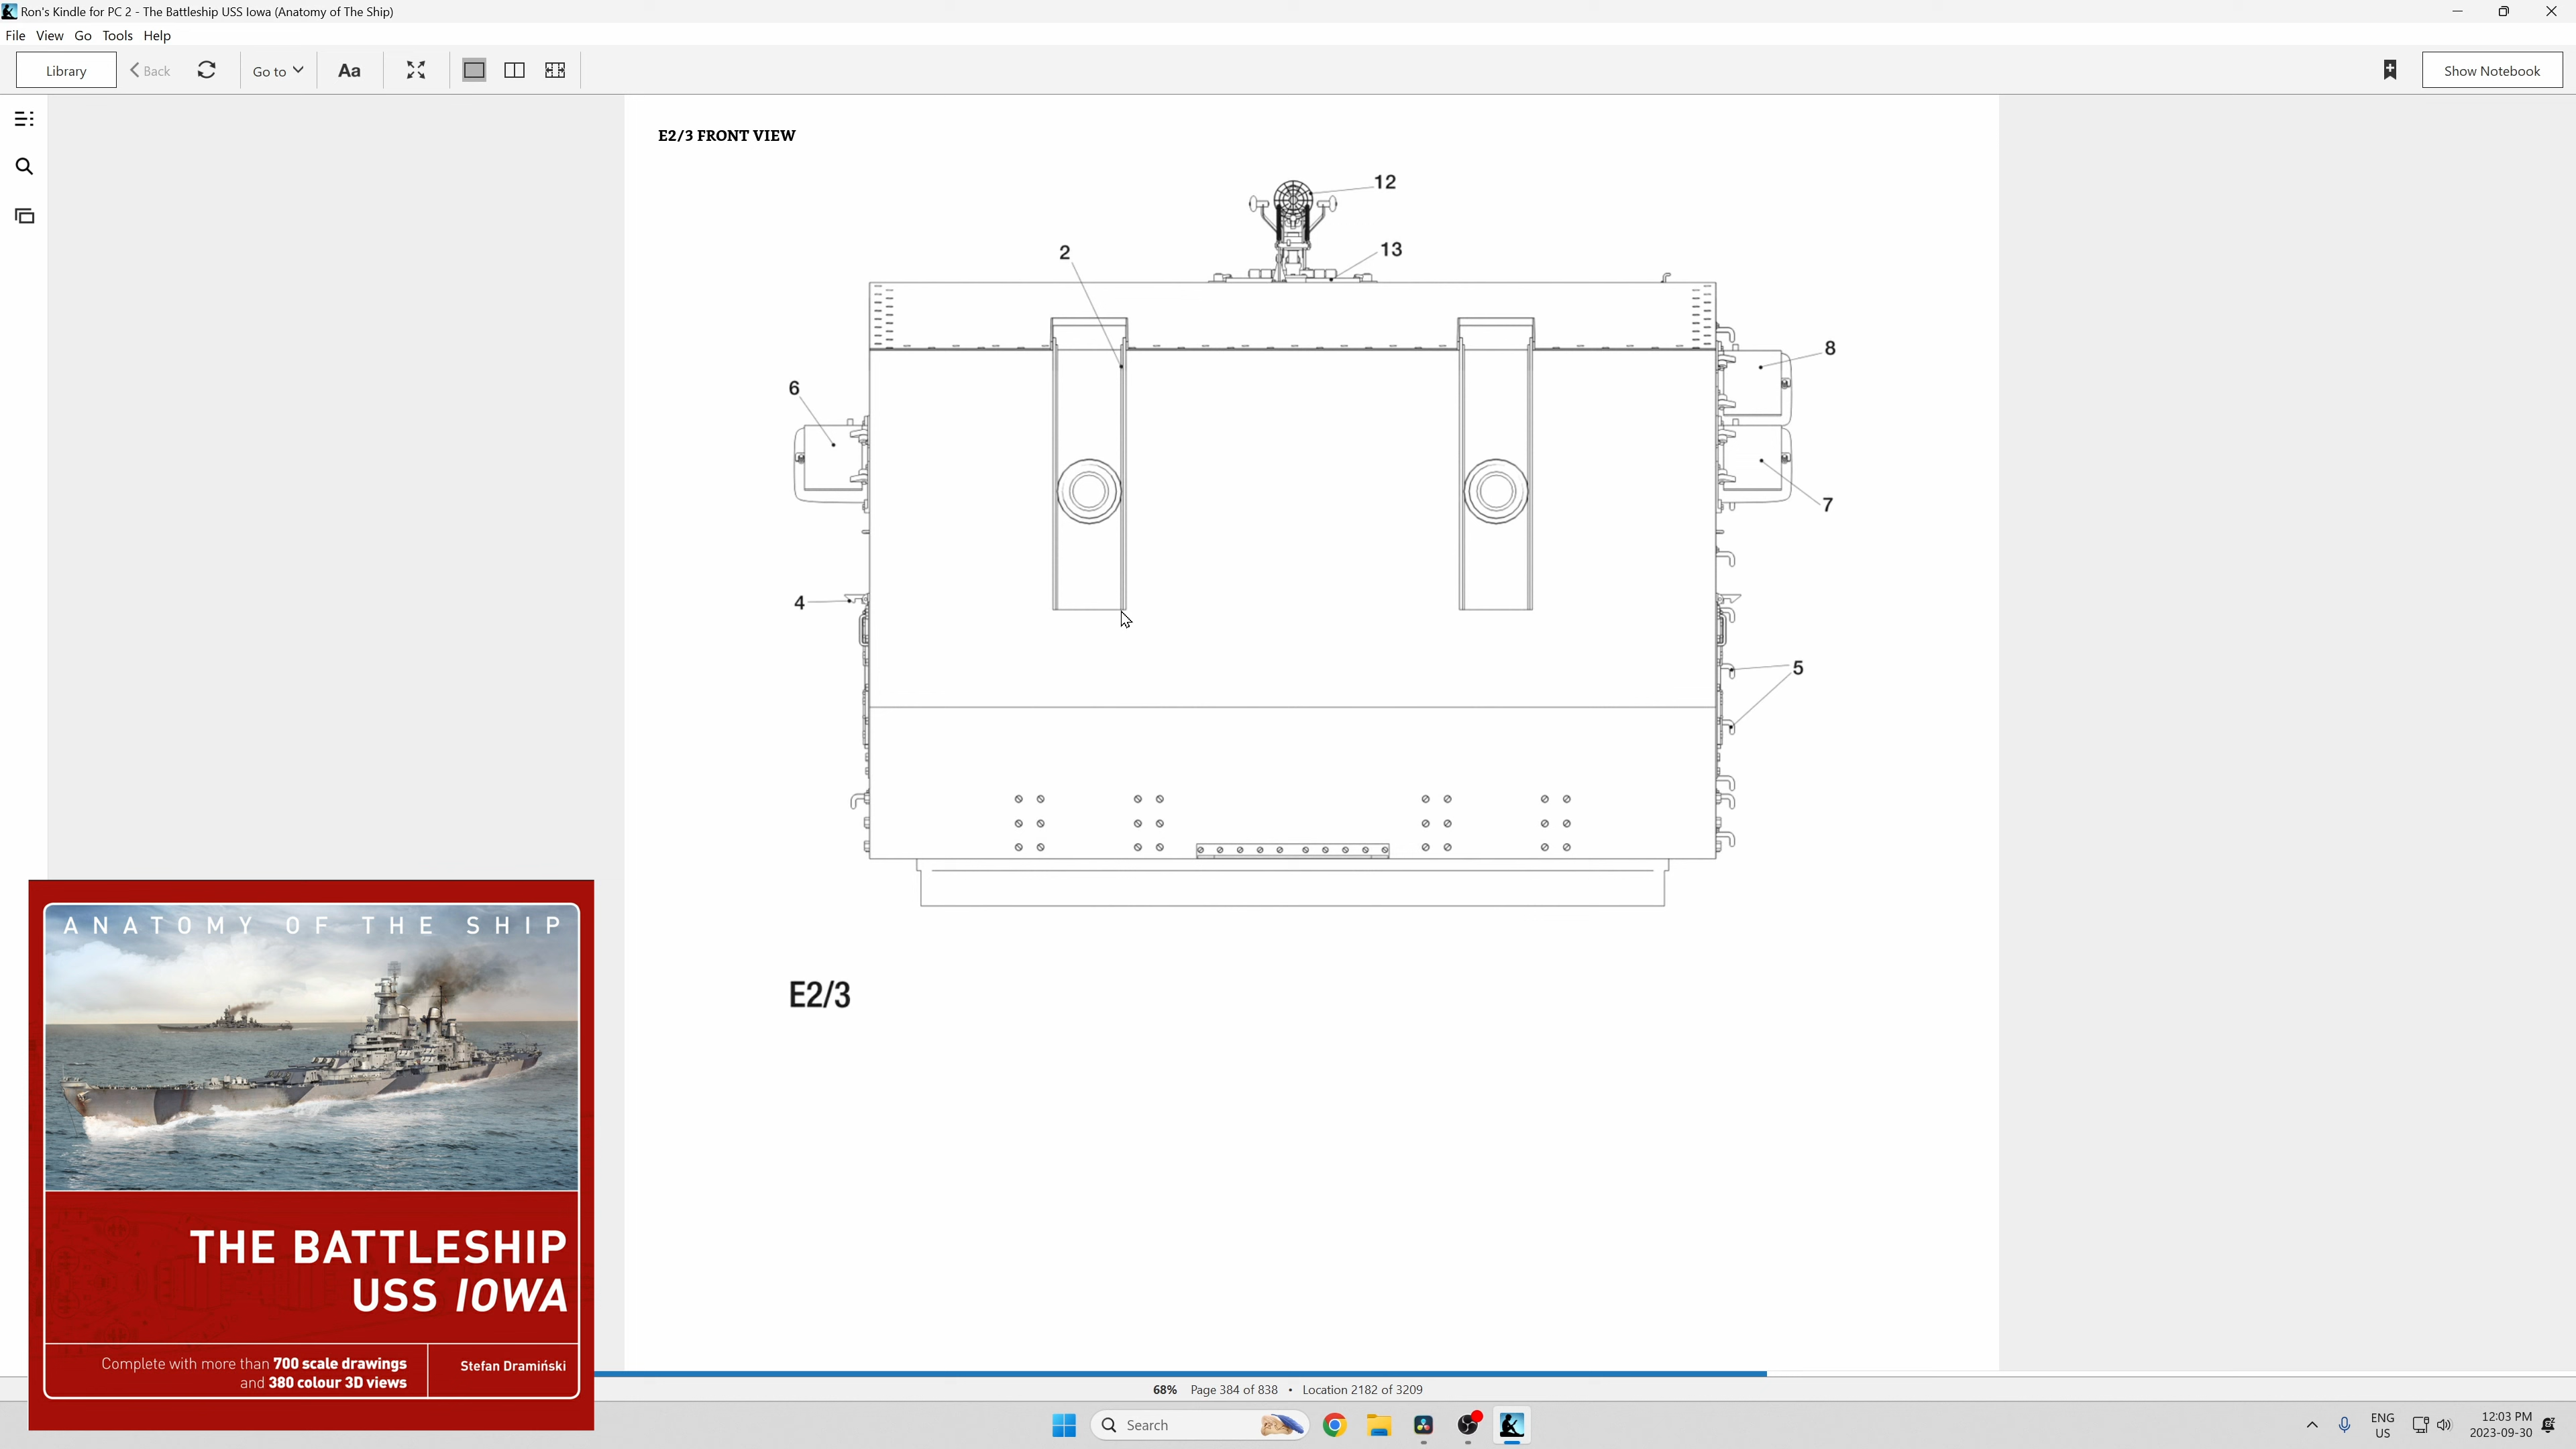 Ron's Kindle for PC 2 - The Battleship USS Iowa (Anatomy of The Ship)
File View Go Tools Help
Library Back Go to Aa Show Notebook
E2/3 FRONT VIEW
12
2
13
8
6
7
4
5
E2/3
ANATOMY OF THE SHIP
THE BATTLESHIP
USS IOWA
Complete with more than 700 scale drawings
and 380 colour 3D views
Stefan Dramiński
68% Page 384 of 838 • Location 2182 of 3209
Search
ENG
US
12:03 PM
2023-09-30